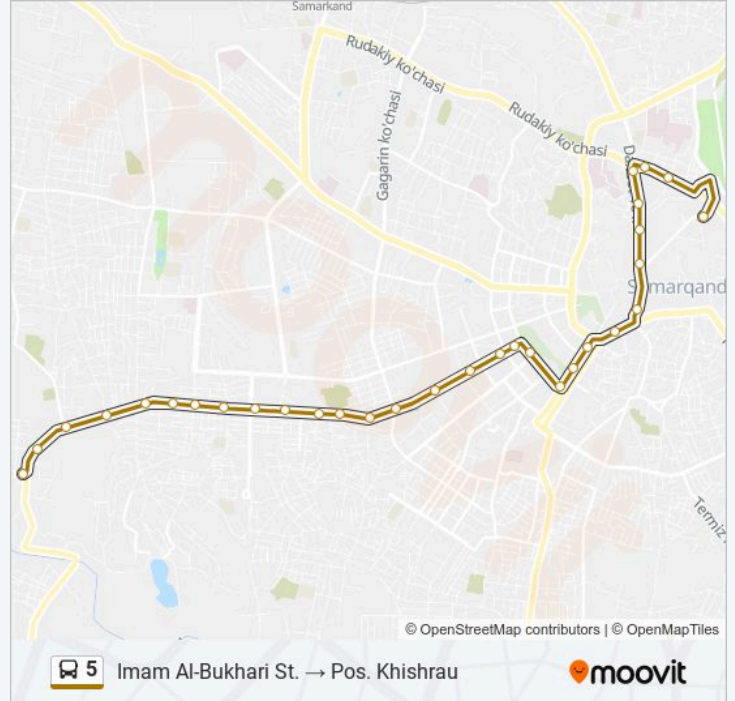 Samarkand
Rudakiy ko'chasi
Rudakiy ko'chasi
Gagarin ko'chasi
Samarqand
Termiz
© OpenStreetMap contributors | © OpenMapTiles
5 Imam Al-Bukhari St. → Pos. Khishrau
moovit